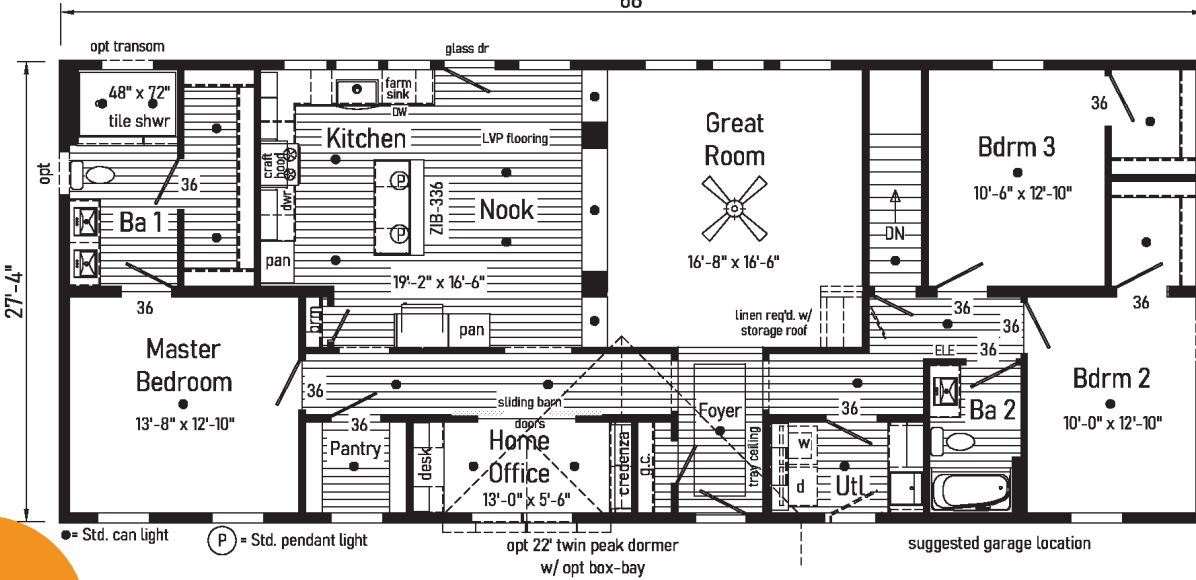 66'
opt transom
glass dr
48" x 72"
tile shwr
farm
sink
DW
36
Kitchen
LVP flooring
Great
Room
Bdrm 3
10'-6" x 12'-10"
opt
craft
hood
36
P
ZIB-336
Nook
dwr
Ba 1
P
DN
16'-8" x 16'-6"
pan
19'-2" x 16'-6"
27'-4"
36
36
36
36
linen req'd. w/
storage roof
brm
pan
Master
Bedroom
13'-8" x 12'-10"
ELE
36
Bdrm 2
10'-0" x 12'-10"
36
sliding barn
doors
Foyer
36
Ba 2
36
Pantry
desk
Home
Office
13'-0" x 5'-6"
credenza
g.c.
tray ceiling
w
d
Utl
= Std. can light
P = Std. pendant light
opt 22' twin peak dormer
w/ opt box-bay
suggested garage location